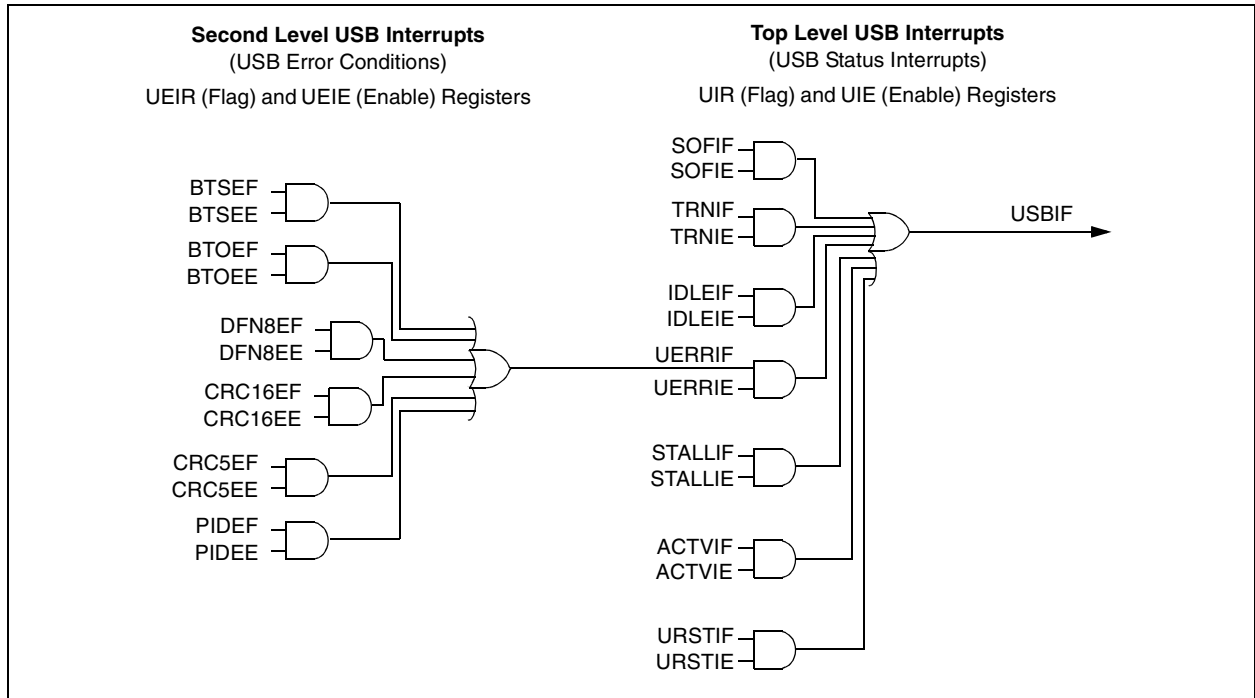 Second Level USB Interrupts
(USB Error Conditions)
UEIR (Flag) and UEIE (Enable) Registers
Top Level USB Interrupts
(USB Status Interrupts)
UIR (Flag) and UIE (Enable) Registers
BTSEF
BTSEE
BTOEF
BTOEE
DFN8EF
DFN8EE
CRC16EF
CRC16EE
CRC5EF
CRC5EE
PIDEF
PIDEE
SOFIF
SOFIE
TRNIF
TRNIE
IDLEIF
IDLEIE
UERRIF
UERRIE
STALLIF
STALLIE
ACTVIF
ACTVIE
URSTIF
URSTIE
USBIF